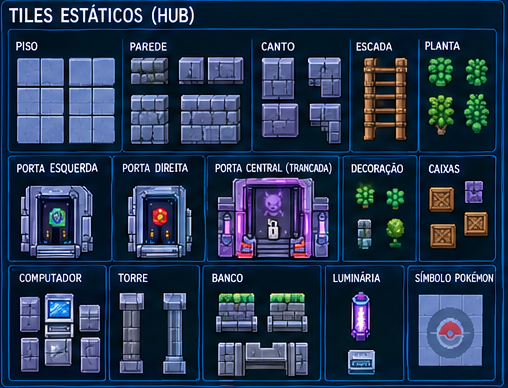 TILES ESTÁTICOS (HUB)
PISO
PAREDE
CANTO
ESCADA
PLANTA
PORTA ESQUERDA
PORTA DIREITA
PORTA CENTRAL (TRANCADA)
DECORAÇÃO
CAIXAS
COMPUTADOR
TORRE
BANCO
LUMINÁRIA
SÍMBOLO POKÉMON